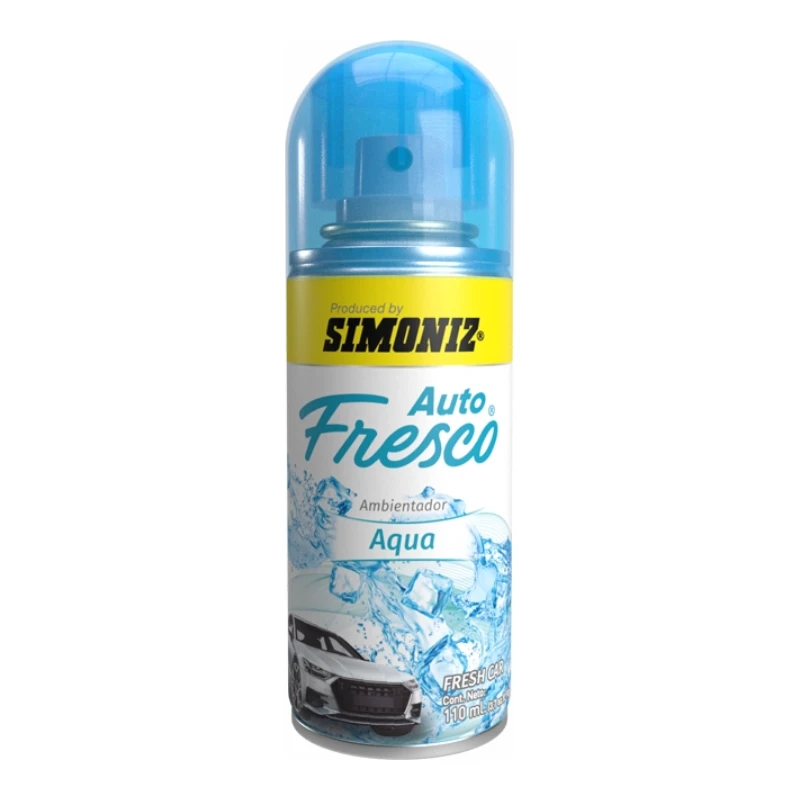 Produced by
SIMONIZ®
Auto
Fresco®
Ambientador
Aqua
FRESH CAR
Cont. Neto:
110 mL